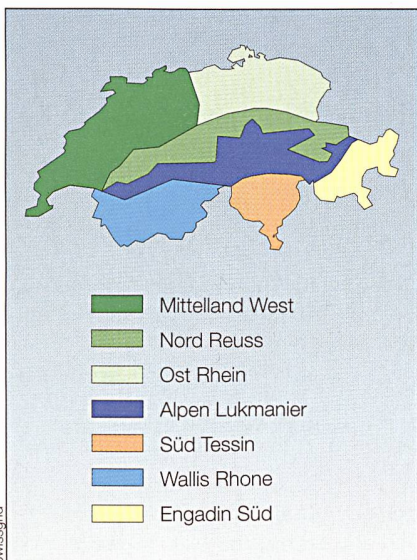 Mittelland West
Nord Reuss
Ost Rhein
Alpen Lukmanier
Süd Tessin
Wallis Rhone
Engadin Süd